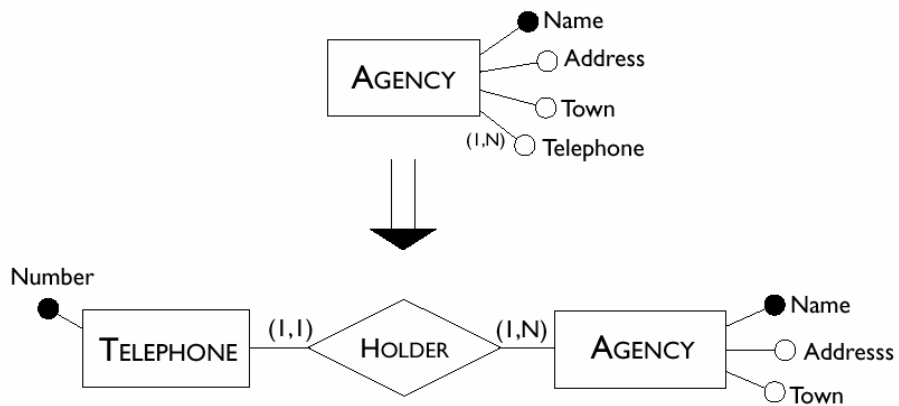 Name
Address
AGENCY
Town
(1,N)
Telephone
Number
Name
(1,1)
(1,N)
TELEPHONE
HOLDER
AGENCY
Addresss
Town